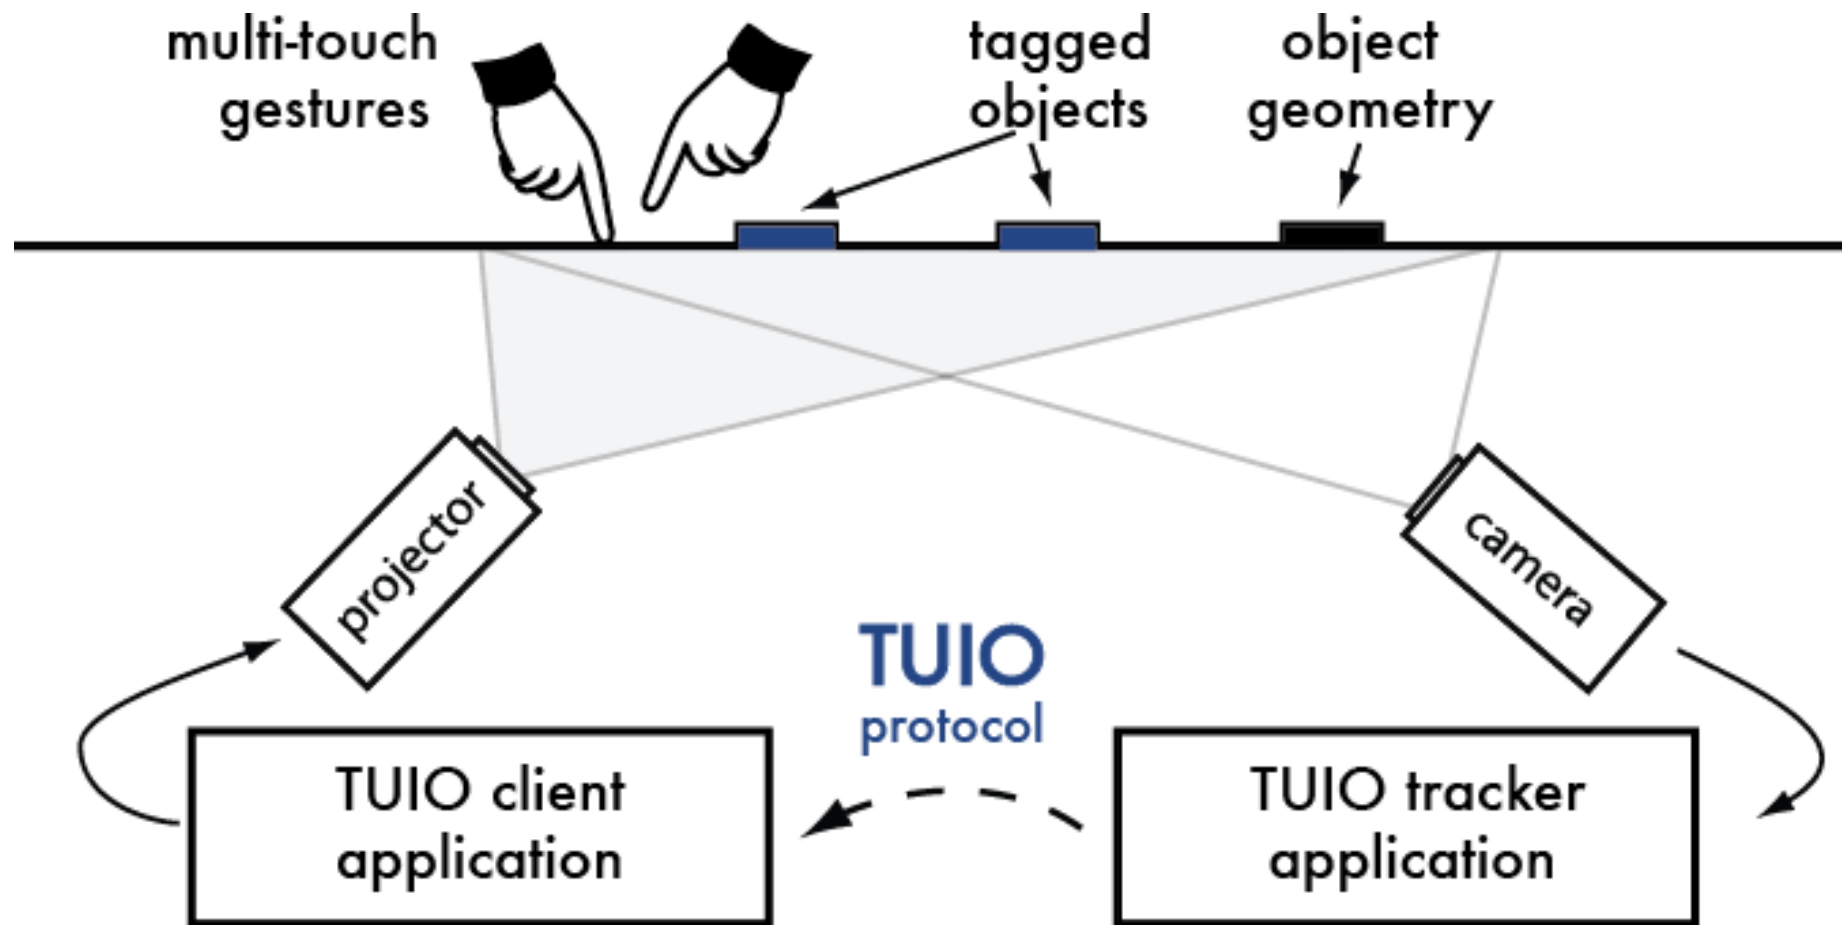 multi-touch
gestures
tagged
objects
object
geometry
projector
camera
TUIO
protocol
TUIO client
application
TUIO tracker
application